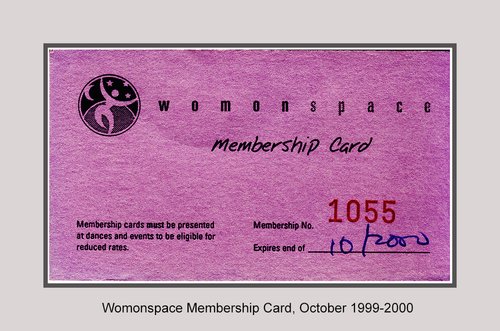 womonspace
membership Card
Membership cards must be presented
at dances and events to be eligible for
reduced rates.
Membership No. 1055
Expires end of 10/2000
Womonspace Membership Card, October 1999-2000